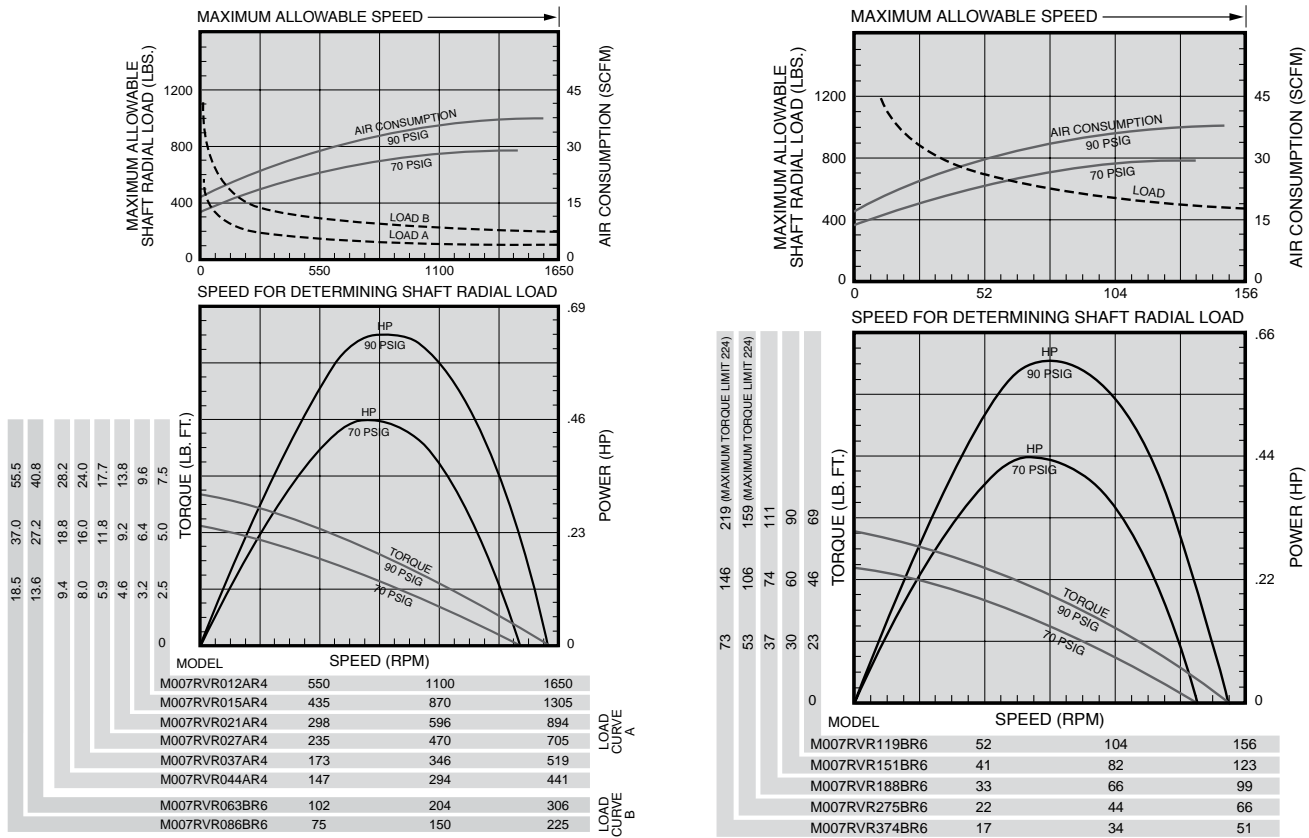 MAXIMUM ALLOWABLE SPEED
MAXIMUM ALLOWABLE
SHAFT RADIAL LOAD (LBS.)
1200
800
400
0
45
30
15
0
AIR CONSUMPTION (SCFM)
AIR CONSUMPTION
90 PSIG
70 PSIG
LOAD B
LOAD A
0 550 1100 1650
SPEED FOR DETERMINING SHAFT RADIAL LOAD
.69
.46
.23
0
POWER (HP)
HP
90 PSIG
HP
70 PSIG
TORQUE
90 PSIG
70 PSIG
TORQUE (LB. FT.)
55.5 40.8 28.2 24.0 17.7 13.8 9.6 7.5
37.0 27.2 18.8 16.0 11.8 9.2 6.4 5.0
18.5 13.6 9.4 8.0 5.9 4.6 3.2 2.5
0
MODEL SPEED (RPM)
M007RVR012AR4 550 1100 1650
M007RVR015AR4 435 870 1305
M007RVR021AR4 298 596 894
M007RVR027AR4 235 470 705
M007RVR037AR4 173 346 519
M007RVR044AR4 147 294 441
LOAD
CURVE
A
M007RVR063BR6 102 204 306
M007RVR086BR6 75 150 225
LOAD
CURVE
B
MAXIMUM ALLOWABLE SPEED
MAXIMUM ALLOWABLE
SHAFT RADIAL LOAD (LBS.)
1200
800
400
0
45
30
15
0
AIR CONSUMPTION (SCFM)
AIR CONSUMPTION
90 PSIG
70 PSIG
LOAD
0 52 104 156
SPEED FOR DETERMINING SHAFT RADIAL LOAD
.66
.44
.22
0
POWER (HP)
HP
90 PSIG
HP
70 PSIG
TORQUE
90 PSIG
70 PSIG
TORQUE (LB. FT.)
219 (MAXIMUM TORQUE LIMIT 224) 159 (MAXIMUM TORQUE LIMIT 224) 111 90 69
146 106 74 60 46
73 53 37 30 23
0
MODEL SPEED (RPM)
M007RVR119BR6 52 104 156
M007RVR151BR6 41 82 123
M007RVR188BR6 33 66 99
M007RVR275BR6 22 44 66
M007RVR374BR6 17 34 51